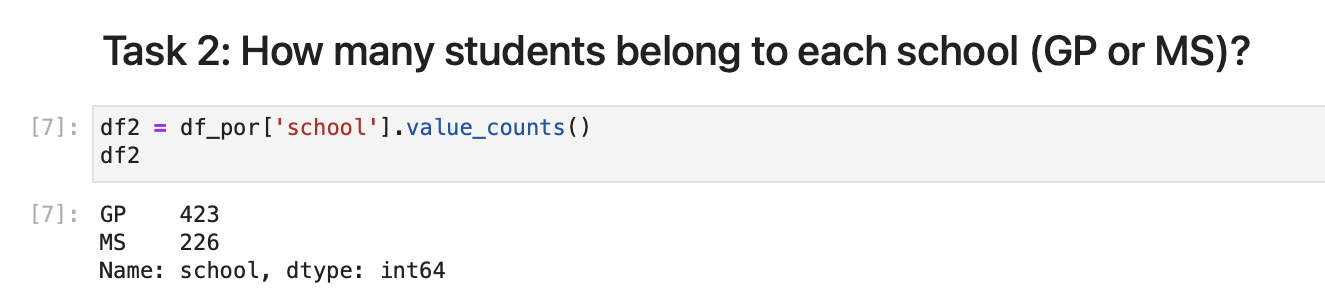 Task 2: How many students belong to each school (GP or MS)?
[7]: df2 = df_por['school'].value_counts()
df2
[7]: GP    423
MS    226
Name: school, dtype: int64